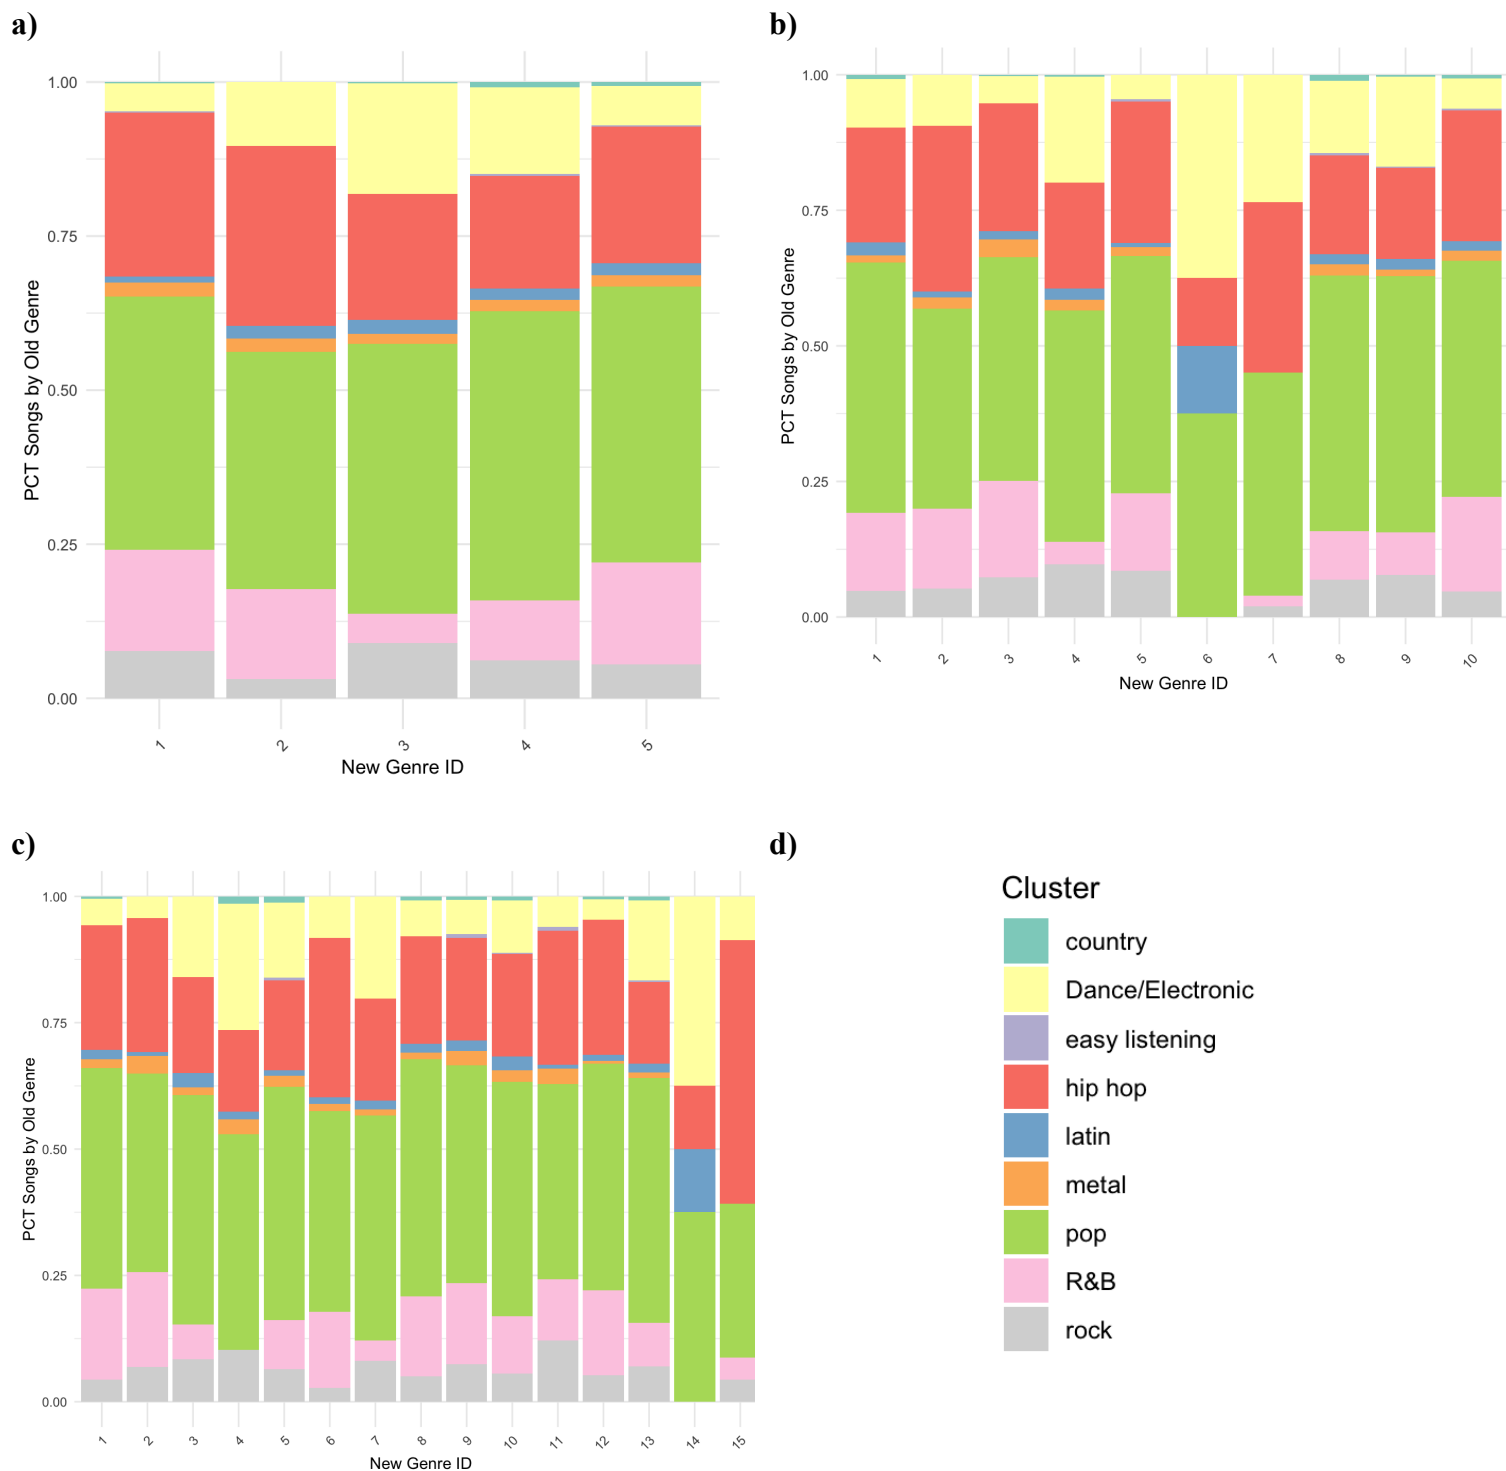 a)
PCT Songs by Old Genre
1.00
0.75
0.50
0.25
0.00
1 2 3 4 5
New Genre ID
b)
PCT Songs by Old Genre
1.00
0.75
0.50
0.25
0.00
1 2 3 4 5 6 7 8 9 10
New Genre ID
c)
PCT Songs by Old Genre
1.00
0.75
0.50
0.25
0.00
1 2 3 4 5 6 7 8 9 10 11 12 13 14 15
New Genre ID
d)
Cluster
country
Dance/Electronic
easy listening
hip hop
latin
metal
pop
R&B
rock